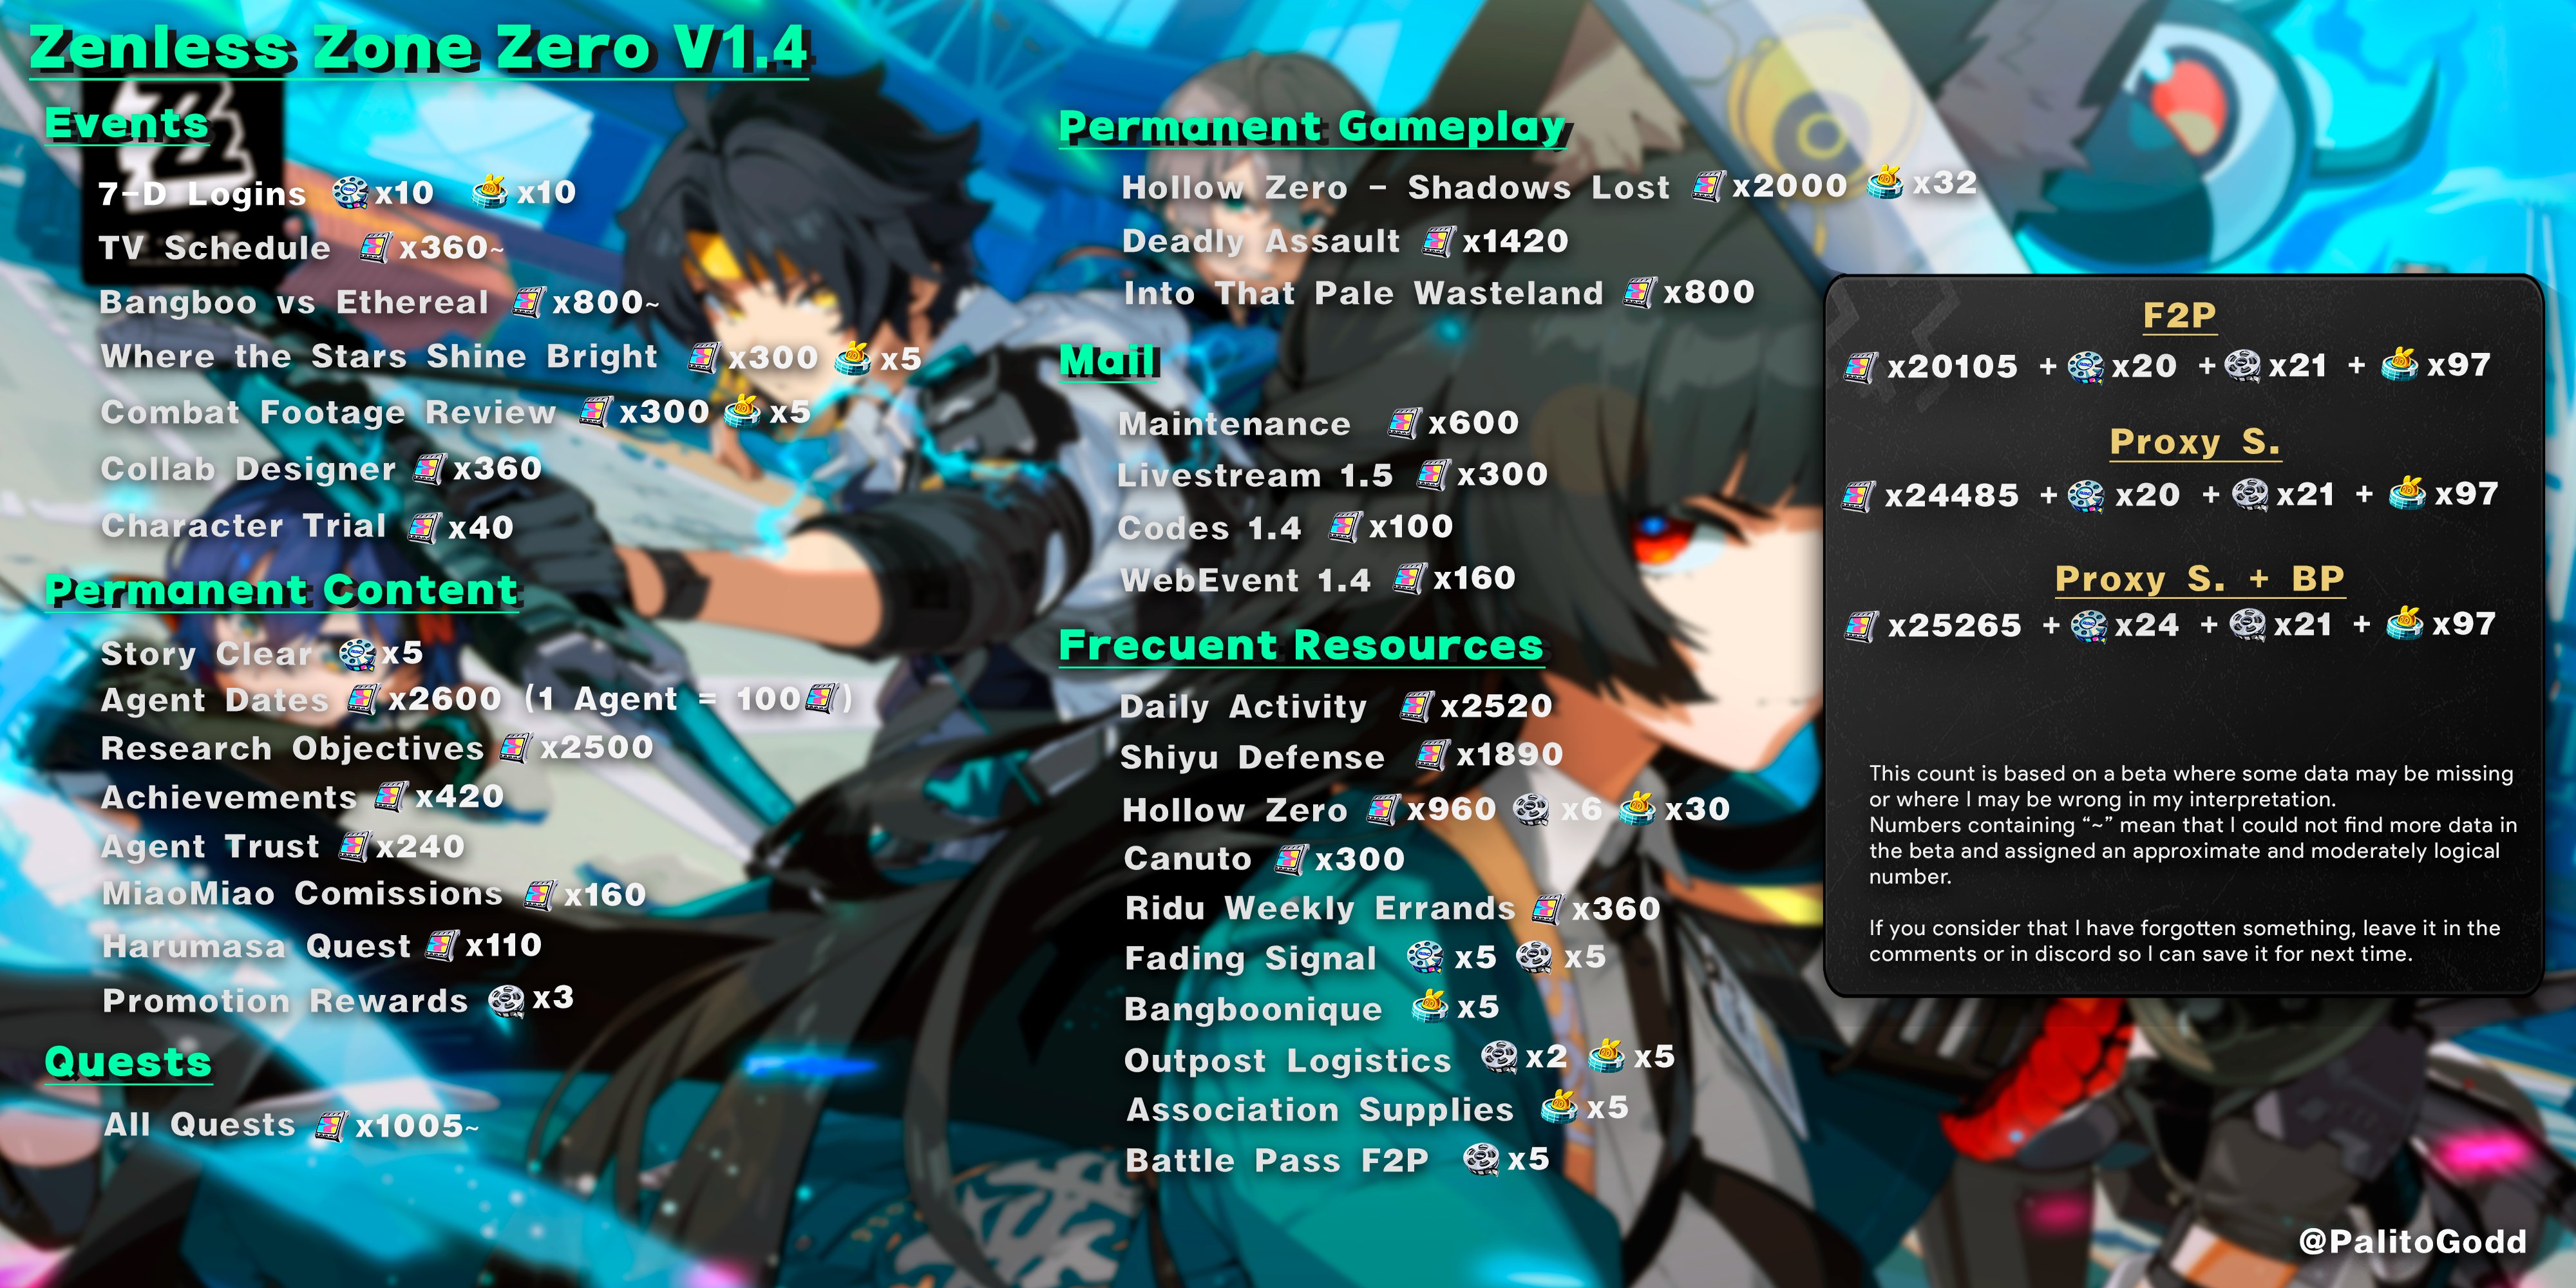 Zenless Zone Zero V1.4
Events
7-D Logins x10 x10
TV Schedule x360~
Bangboo vs Ethereal x800~
Where the Stars Shine Bright x300 x5
Combat Footage Review x300 x5
Collab Designer x360
Character Trial x40
Permanent Content
Story Clear x5
Agent Dates x2600 (1 Agent = 100)
Research Objectives x2500
Achievements x420
Agent Trust x240
MiaoMiao Comissions x160
Harumasa Quest x110
Promotion Rewards x3
Quests
All Quests x1005~
Permanent Gameplay
Hollow Zero - Shadows Lost x2000 x32
Deadly Assault x1420
Into That Pale Wasteland x800
Mail
Maintenance x600
Livestream 1.5 x300
Codes 1.4 x100
WebEvent 1.4 x160
Frecuent Resources
Daily Activity x2520
Shiyu Defense x1890
Hollow Zero x960 x6 x30
Canuto x300
Ridu Weekly Errands x360
Fading Signal x5 x5
Bangboonique x5
Outpost Logistics x2 x5
Association Supplies x5
Battle Pass F2P x5
F2P
x20105 + x20 + x21 + x97
Proxy S.
x24485 + x20 + x21 + x97
Proxy S. + BP
x25265 + x24 + x21 + x97
This count is based on a beta where some data may be missing
or where I may be wrong in my interpretation.
Numbers containing “~” mean that I could not find more data in
the beta and assigned an approximate and moderately logical
number.
If you consider that I have forgotten something, leave it in the
comments or in discord so I can save it for next time.
@PalitoGodd